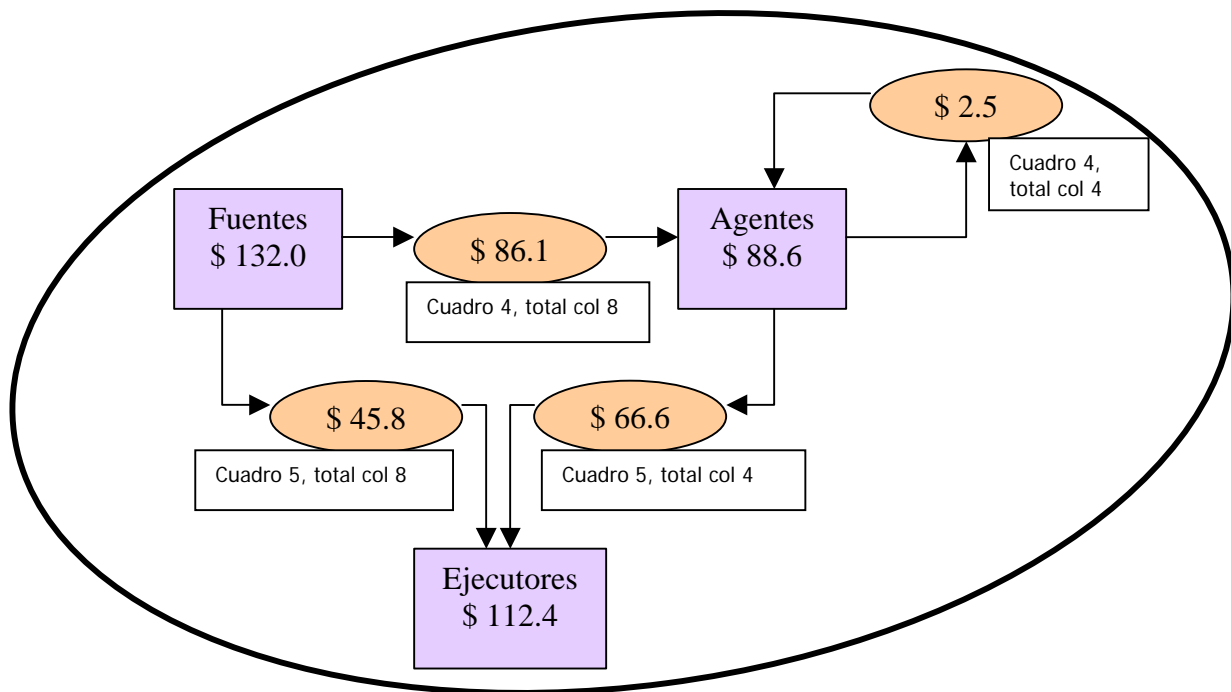 $ 2.5
Cuadro 4,
total col 4
Fuentes
$ 132.0
$ 86.1
Cuadro 4, total col 8
Agentes
$ 88.6
$ 45.8
Cuadro 5, total col 8
$ 66.6
Cuadro 5, total col 4
Ejecutores
$ 112.4